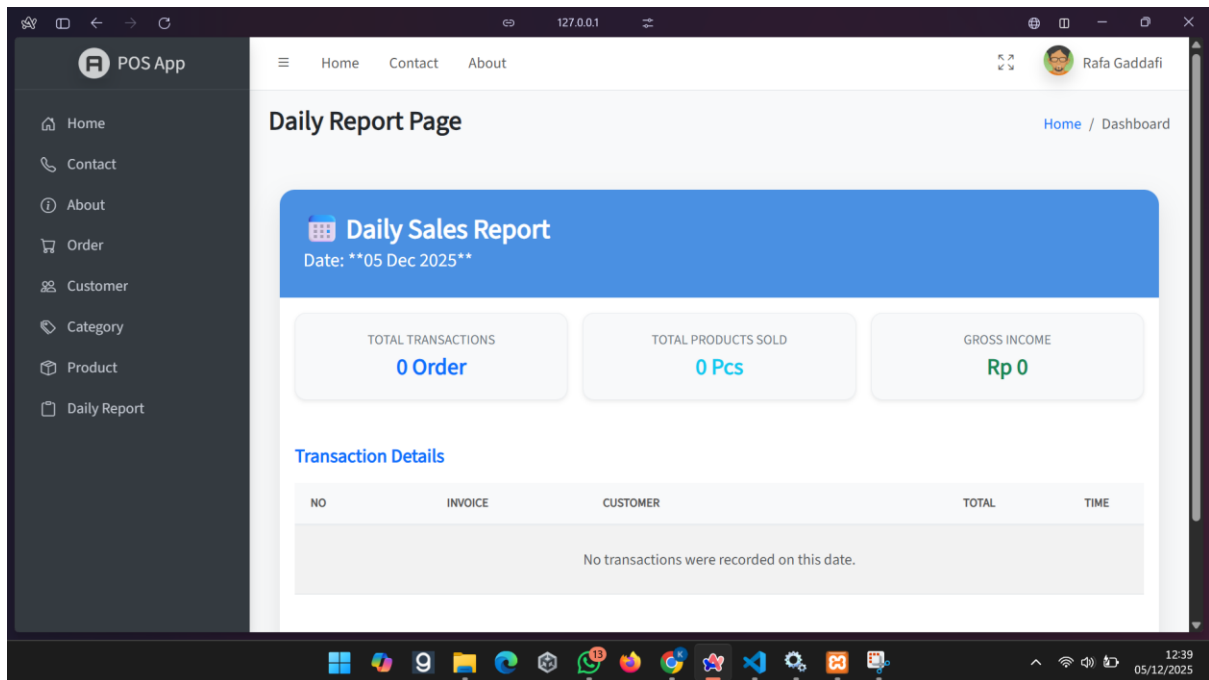 127.0.0.1
POS App
Home Contact About
Rafa Gaddafi
Home
Contact
About
Order
Customer
Category
Product
Daily Report
Daily Report Page
Home / Dashboard
Daily Sales Report
Date: **05 Dec 2025**
TOTAL TRANSACTIONS
0 Order
TOTAL PRODUCTS SOLD
0 Pcs
GROSS INCOME
Rp 0
Transaction Details
NO INVOICE CUSTOMER TOTAL TIME
No transactions were recorded on this date.
13
K
12:39
05/12/2025